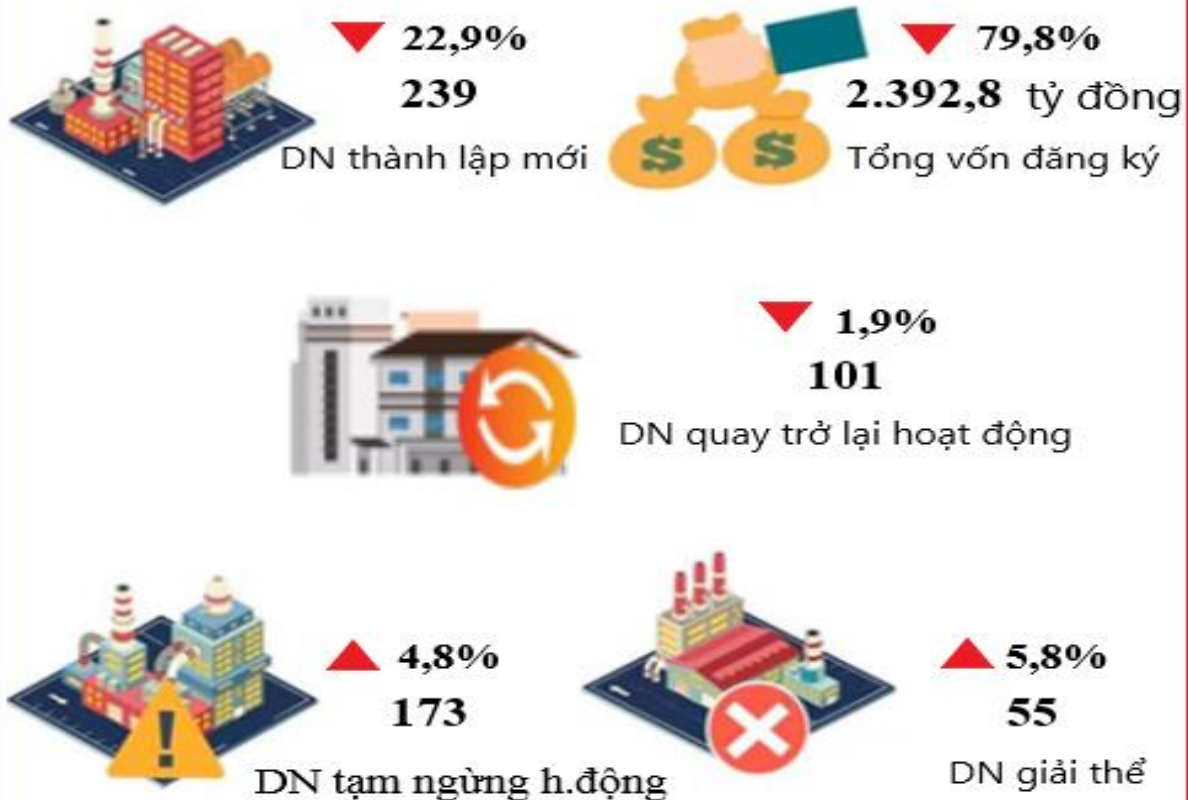 22,9%
239
DN thành lập mới
79,8%
2.392,8 tỷ đồng
Tổng vốn đăng ký
$ $
1,9%
101
DN quay trở lại hoạt động
4,8%
173
DN tạm ngừng h.động
5,8%
55
DN giải thể